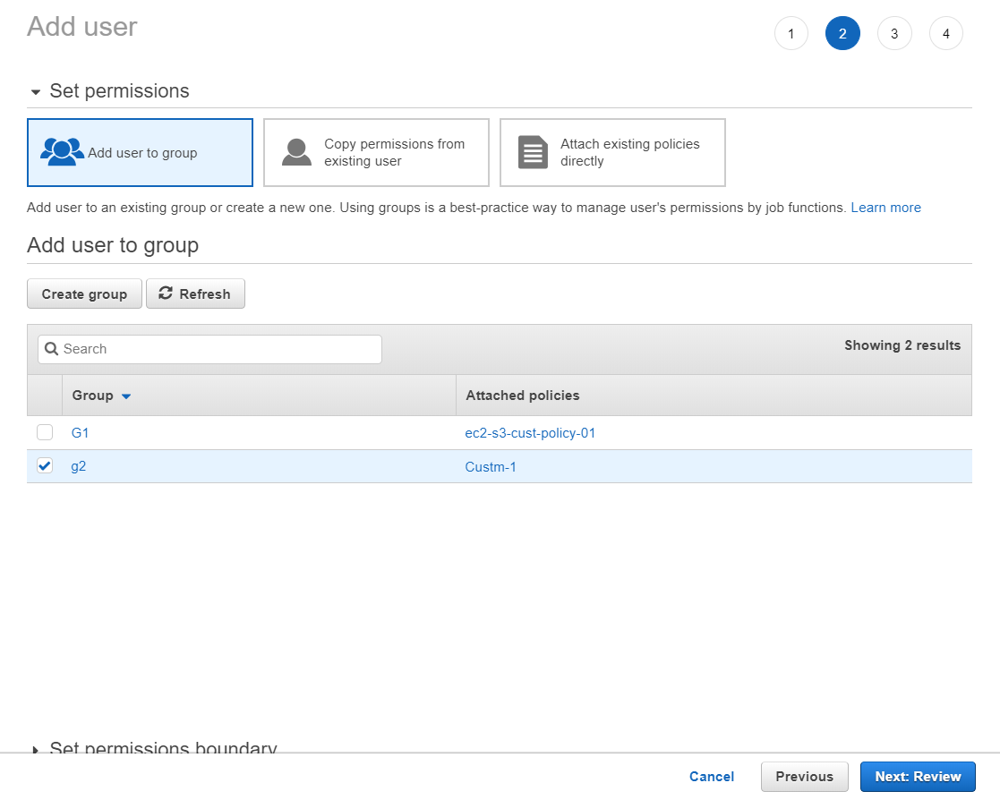 Add user
1 2 3 4
Set permissions
Add user to group
Copy permissions from
existing user
Attach existing policies
directly
Add user to an existing group or create a new one. Using groups is a best-practice way to manage user's permissions by job functions. Learn more
Add user to group
Create group Refresh
Search
Showing 2 results
Group Attached policies
G1 ec2-s3-cust-policy-01
g2 Custm-1
Set permissions boundary
Cancel Previous Next: Review